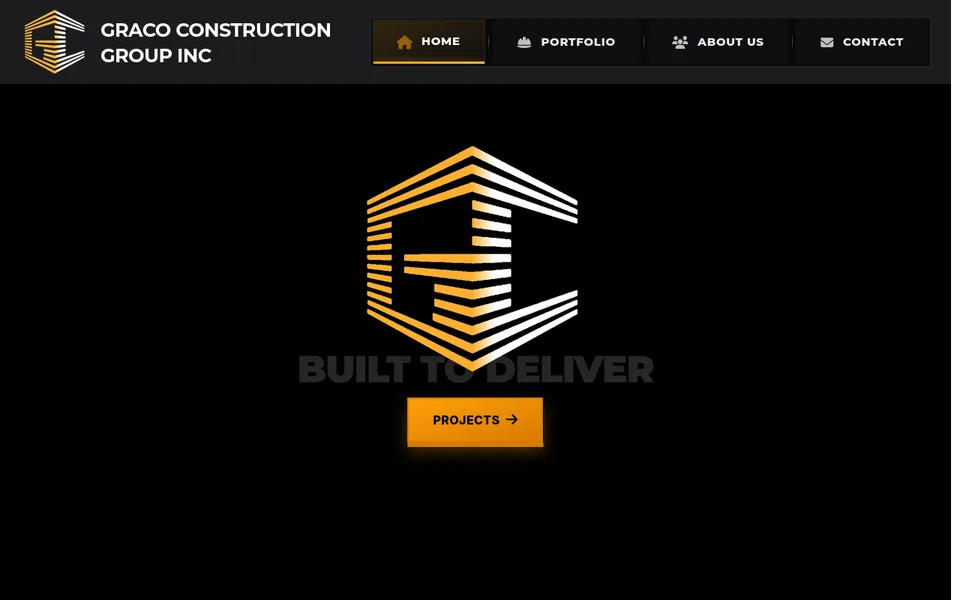 GRACO CONSTRUCTION
GROUP INC
HOME
PORTFOLIO
ABOUT US
CONTACT
BUILT TO DELIVER
PROJECTS →